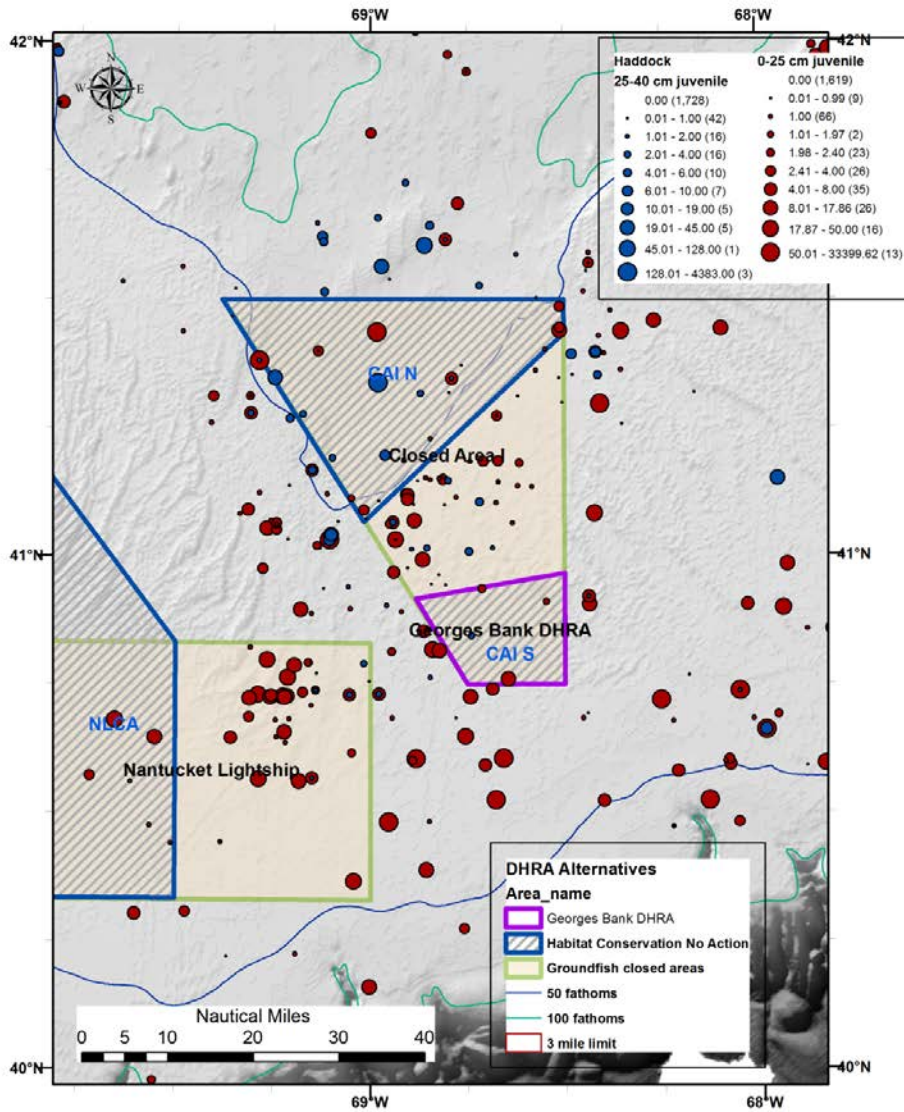 69°W 68°W
42°N 42°N
N
W E
S
Haddock
25-40 cm juvenile
0.00 (1,728)
0.01 - 1.00 (42)
1.01 - 2.00 (16)
2.01 - 4.00 (16)
4.01 - 6.00 (10)
6.01 - 10.00 (7)
10.01 - 19.00 (5)
19.01 - 45.00 (5)
45.01 - 128.00 (1)
128.01 - 4383.00 (3)
0-25 cm juvenile
0.00 (1,619)
0.01 - 0.99 (9)
1.00 (66)
1.01 - 1.97 (2)
1.98 - 2.40 (23)
2.41 - 4.00 (26)
4.01 - 8.00 (35)
8.01 - 17.86 (26)
17.87 - 50.00 (16)
50.01 - 33399.62 (13)
CAI N
Closed Area I
41°N 41°N
Georges Bank DHRA
CAI S
NLCA
Nantucket Lightship
DHRA Alternatives
Area_name
Georges Bank DHRA
Habitat Conservation No Action
Groundfish closed areas
50 fathoms
100 fathoms
3 mile limit
Nautical Miles
0 5 10 20 30 40
40°N 40°N
69°W 68°W